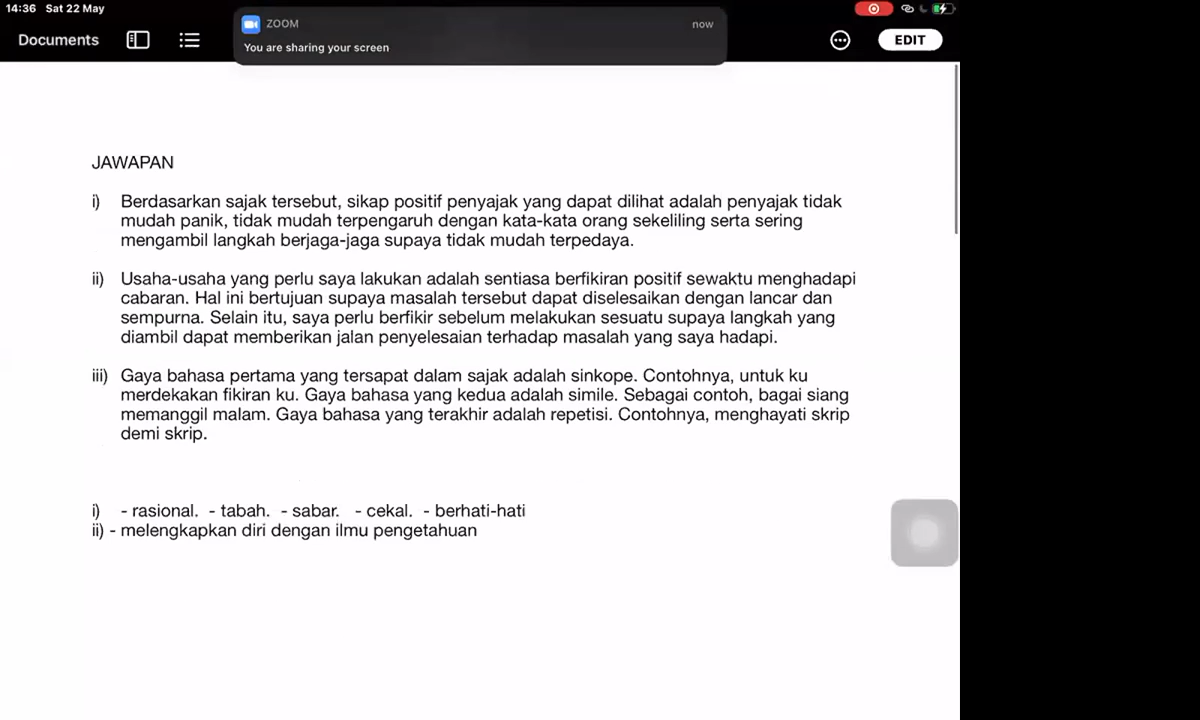 14:36 Sat 22 May
ZOOM
now
You are sharing your screen
Documents
EDIT
JAWAPAN
i) Berdasarkan sajak tersebut, sikap positif penyajak yang dapat dilihat adalah penyajak tidak
mudah panik, tidak mudah terpengaruh dengan kata-kata orang sekeliling serta sering
mengambil langkah berjaga-jaga supaya tidak mudah terpedaya.
ii) Usaha-usaha yang perlu saya lakukan adalah sentiasa berfikiran positif sewaktu menghadapi
cabaran. Hal ini bertujuan supaya masalah tersebut dapat diselesaikan dengan lancar dan
sempurna. Selain itu, saya perlu berfikir sebelum melakukan sesuatu supaya langkah yang
diambil dapat memberikan jalan penyelesaian terhadap masalah yang saya hadapi.
iii) Gaya bahasa pertama yang tersapat dalam sajak adalah sinkope. Contohnya, untuk ku
merdekakan fikiran ku. Gaya bahasa yang kedua adalah simile. Sebagai contoh, bagai siang
memanggil malam. Gaya bahasa yang terakhir adalah repetisi. Contohnya, menghayati skrip
demi skrip.
i) - rasional. - tabah. - sabar. - cekal. - berhati-hati
ii) - melengkapkan diri dengan ilmu pengetahuan